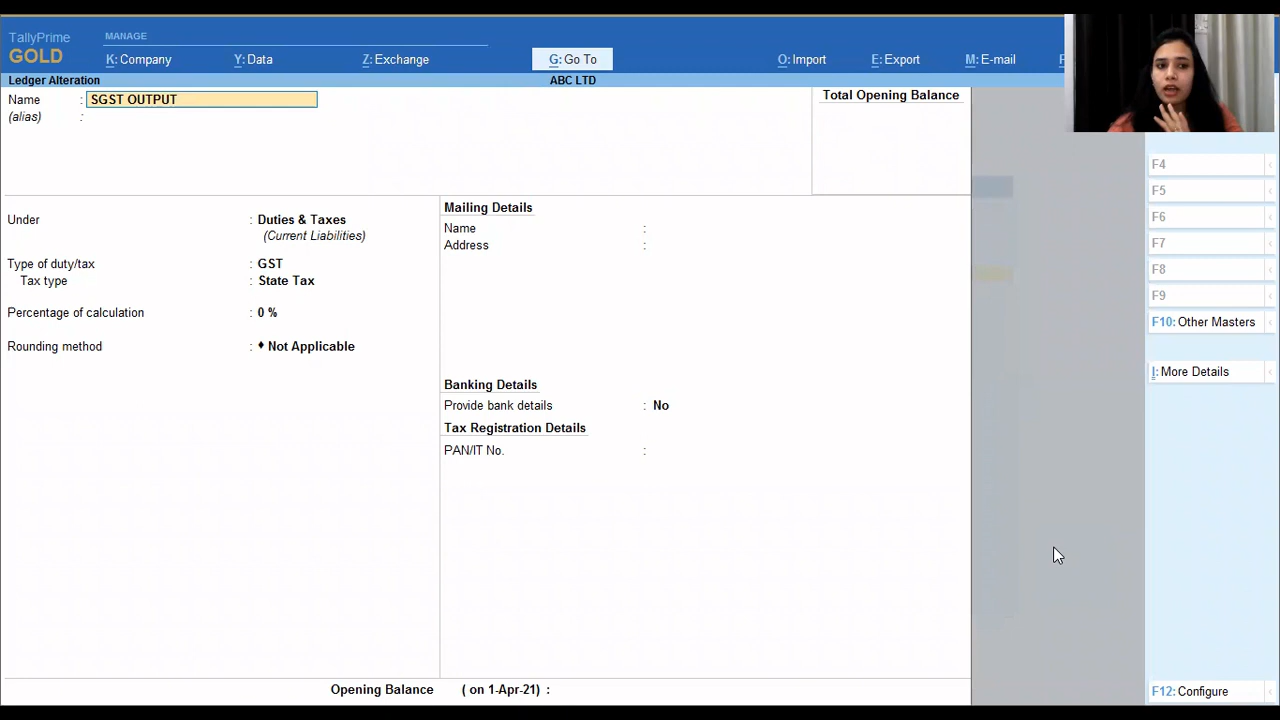 TallyPrime
GOLD
MANAGE
K: Company
Y: Data
Z: Exchange
G: Go To
O: Import
E: Export
M: E-mail
Ledger Alteration
ABC LTD
Name : SGST OUTPUT
(alias) :
Total Opening Balance
Under : Duties & Taxes
(Current Liabilities)
Type of duty/tax : GST
Tax type : State Tax
Percentage of calculation : 0 %
Rounding method : ♦ Not Applicable
Mailing Details
Name :
Address :
Banking Details
Provide bank details : No
Tax Registration Details
PAN/IT No. :
Opening Balance ( on 1-Apr-21) :
F4
F5
F6
F7
F8
F9
F10: Other Masters
I: More Details
F12: Configure